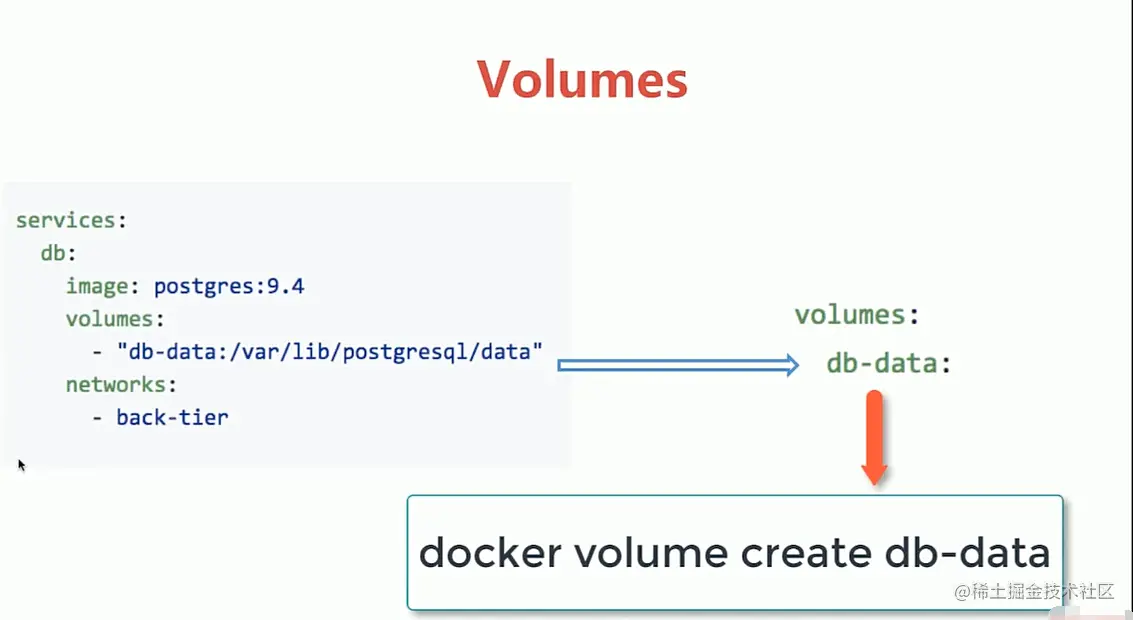 Volumes
services:
  db:
    image: postgres:9.4
    volumes:
      - "db-data:/var/lib/postgresql/data"
    networks:
      - back-tier
volumes:
  db-data:
docker volume create db-data
@稀土掘金技术社区